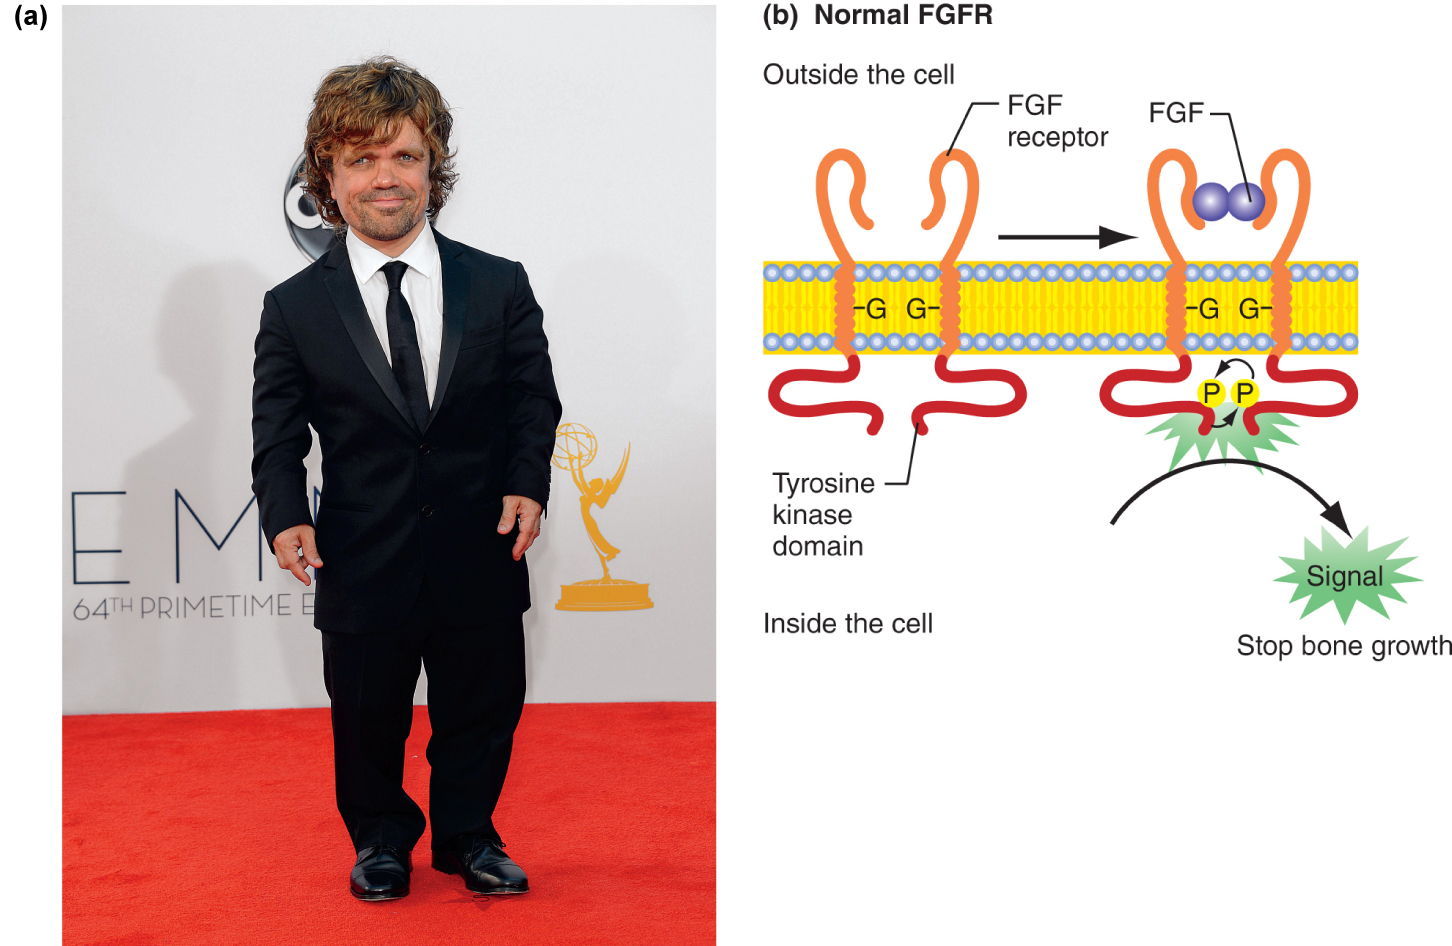 (a)
EM
64TH PRIMETIME E
(b) Normal FGFR
Outside the cell
FGF
receptor
FGF
G G
G G
P P
Tyrosine
kinase
domain
Signal
Inside the cell
Stop bone growth